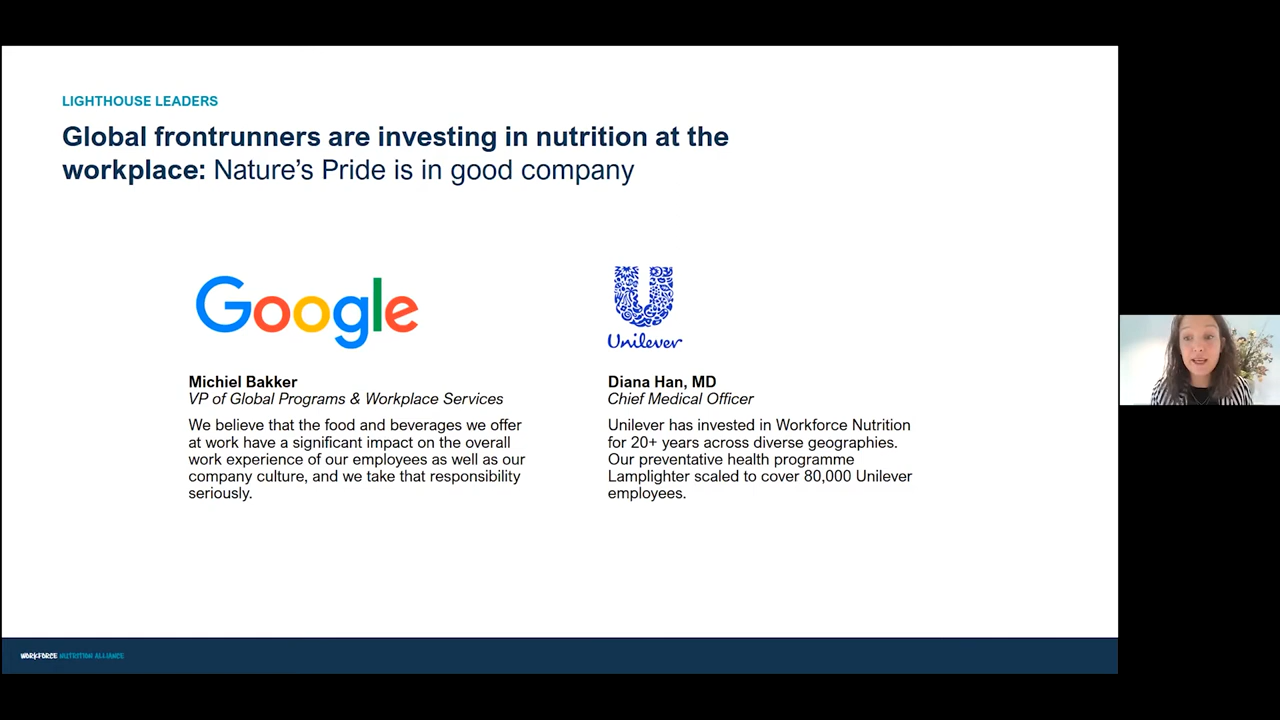 LIGHTHOUSE LEADERS
Global frontrunners are investing in nutrition at the
workplace: Nature’s Pride is in good company
Google
Unilever
Michiel Bakker
VP of Global Programs & Workplace Services
We believe that the food and beverages we offer
at work have a significant impact on the overall
work experience of our employees as well as our
company culture, and we take that responsibility
seriously.
Diana Han, MD
Chief Medical Officer
Unilever has invested in Workforce Nutrition
for 20+ years across diverse geographies.
Our preventative health programme
Lamplighter scaled to cover 80,000 Unilever
employees.
WORKFORCE NUTRITION ALLIANCE